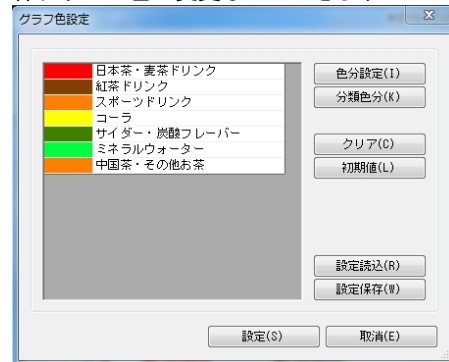 グラフ色設定
日本茶・麦茶ドリンク
紅茶ドリンク
スポーツドリンク
コーラ
サイダー・炭酸フレーバー
ミネラルウォーター
中国茶・その他お茶
色分設定(I)
分類色分(K)
クリア(C)
初期値(L)
設定読込(R)
設定保存(W)
設定(S)
取消(E)